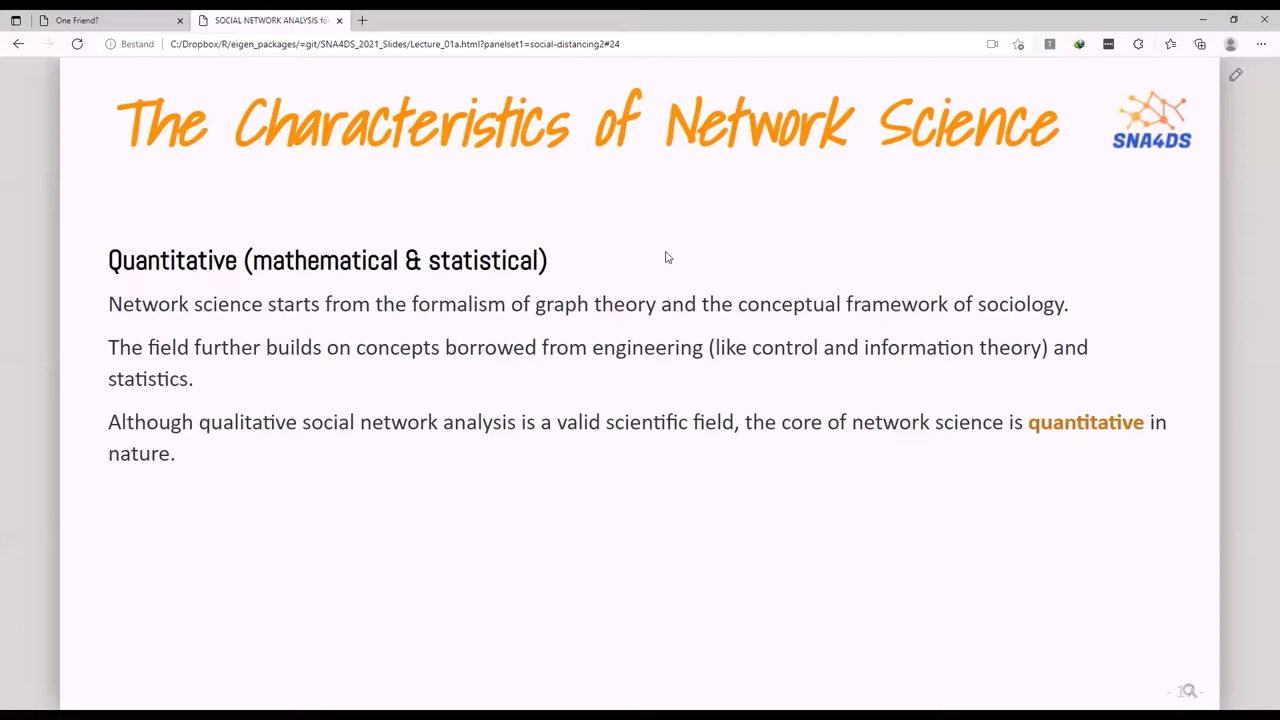 One Friend?
SOCIAL NETWORK ANALYSIS for
Bestand
C:/Dropbox/R/eigen_packages/=git/SNA4DS_2021_Slides/Lecture_01a.html?panelset1=social-distancing2#24
The Characteristics of Network Science
SNA4DS
Quantitative (mathematical & statistical)
Network science starts from the formalism of graph theory and the conceptual framework of sociology.
The field further builds on concepts borrowed from engineering (like control and information theory) and
statistics.
Although qualitative social network analysis is a valid scientific field, the core of network science is quantitative in
nature.